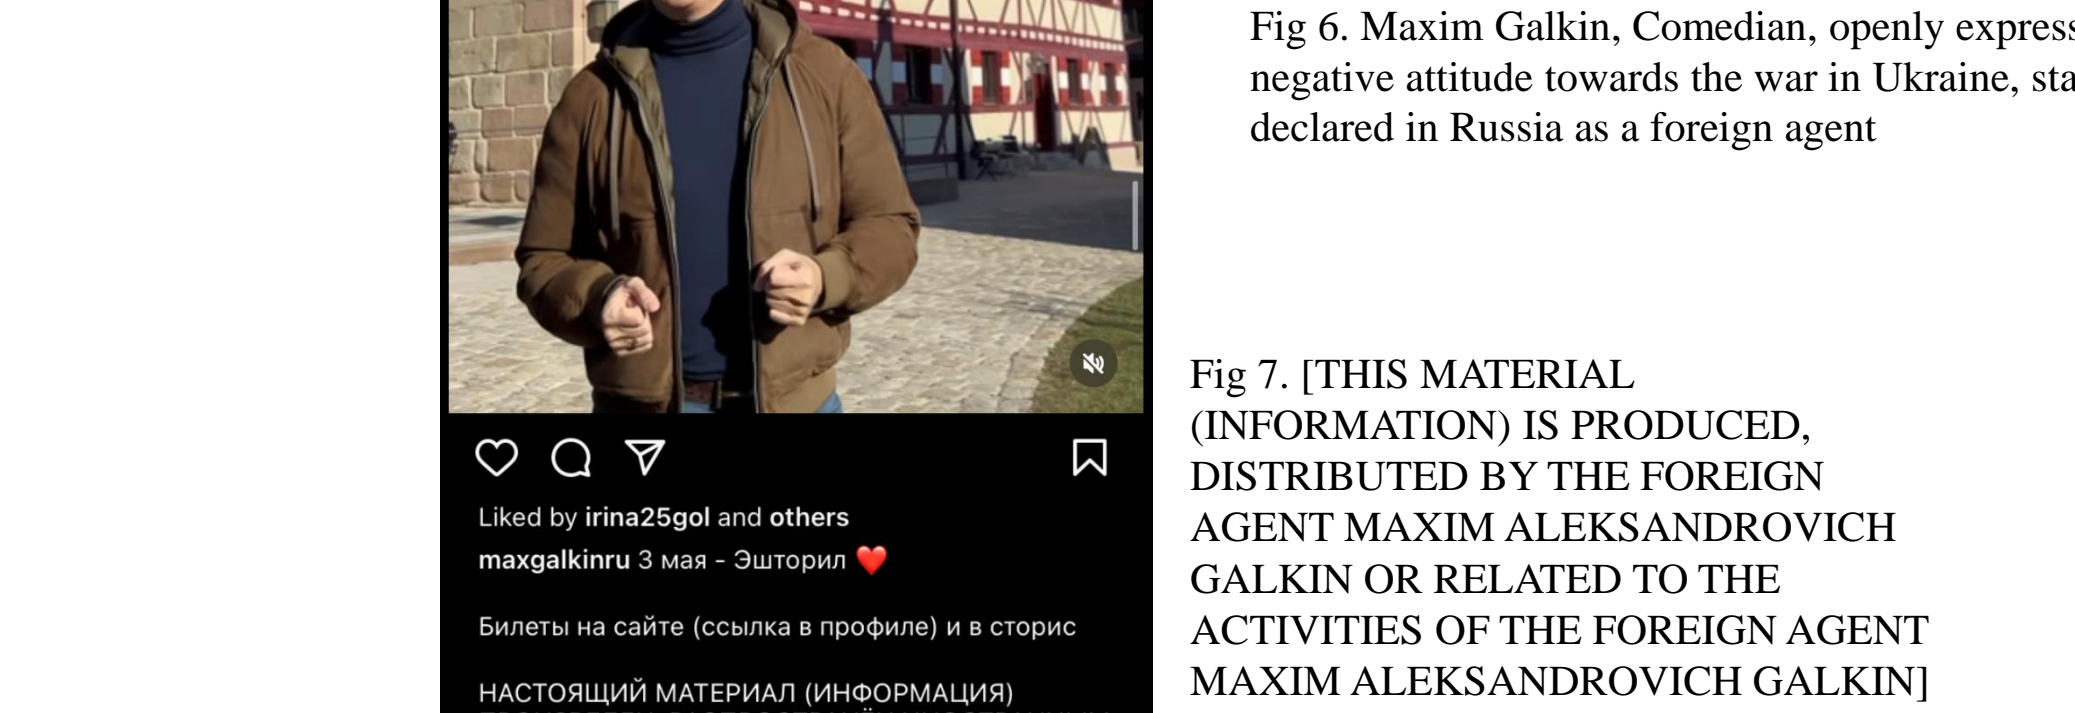 Fig 6. Maxim Galkin, Comedian, openly express
negative attitude towards the war in Ukraine,
declared in Russia as a foreign agent
Liked by irina25gol and others
maxgalkinru 3 мая - Эшторил ❤️
Билеты на сайте (ссылка в профиле) и в сторис
НАСТОЯЩИЙ МАТЕРИАЛ (ИНФОРМАЦИЯ)
Fig 7. [THIS MATERIAL
(INFORMATION) IS PRODUCED,
DISTRIBUTED BY THE FOREIGN
AGENT MAXIM ALEKSANDROVICH
GALKIN OR RELATED TO THE
ACTIVITIES OF THE FOREIGN AGENT
MAXIM ALEKSANDROVICH GALKIN]